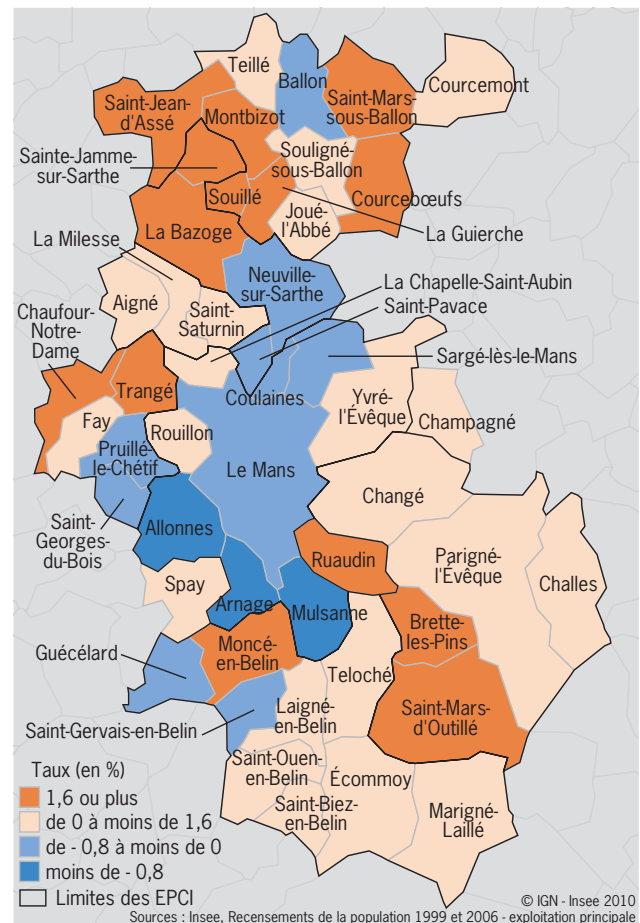 Teillé
Ballon
Courcemont
Saint-Jean-
d'Assé
Montbizot
Saint-Mars-
sous-Ballon
Sainte-Jamme-
sur-Sarthe
Souligné-
sous-Ballon
Souillé
Courcebœufs
Joué-
l'Abbé
La Guierche
La Bazoge
La Milesse
Neuville-
sur-Sarthe
La Chapelle-Saint-Aubin
Saint-Pavace
Aigné
Saint-
Saturnin
Chaufour-
Notre-
Dame
Sargé-lès-le-Mans
Trangé
Coulaines
Yvré-
l'Évêque
Champagné
Fay
Rouillon
Pruillé-
le-Chétif
Le Mans
Changé
Saint-
Georges-
du-Bois
Allonnes
Ruaudin
Parigné-
l'Évêque
Challes
Spay
Arnage
Mulsanne
Brette-
les-Pins
Guécélard
Moncé-
en-Belin
Teloché
Saint-Gervais-en-Belin
Laigné-
en-Belin
Saint-Mars-
d'Outillé
Saint-Ouen-
en-Belin
Écommoy
Saint-Biez-
en-Belin
Marigné-
Laillé
Taux (en %)
1,6 ou plus
de 0 à moins de 1,6
de - 0,8 à moins de 0
moins de - 0,8
Limites des EPCI
© IGN - Insee 2010
Sources : Insee, Recensements de la population 1999 et 2006 - exploitation principale